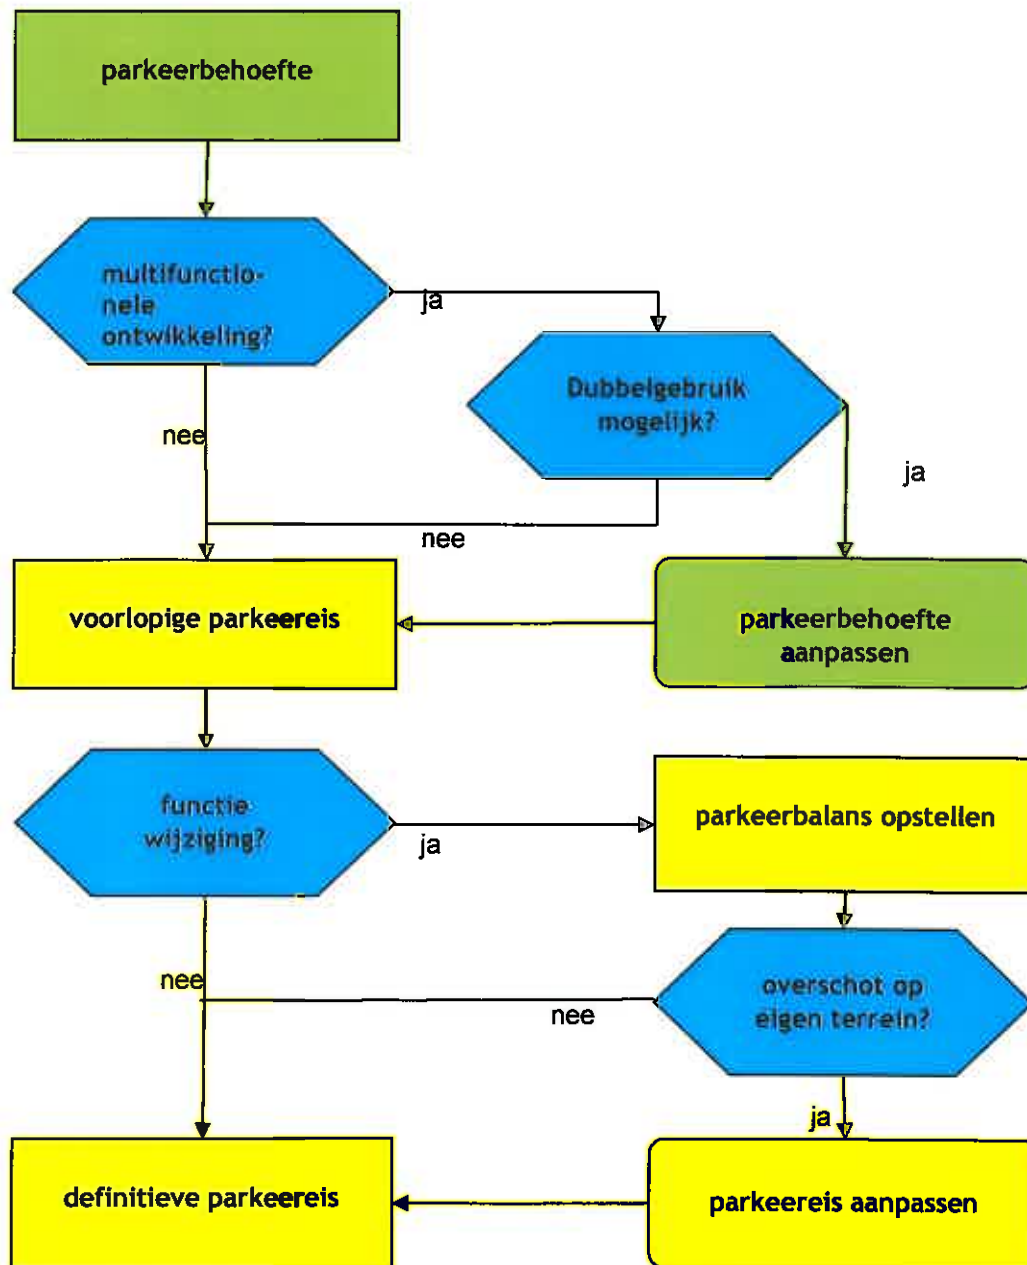 parkeerbehoefte
multifunctio-
nele
ontwikkeling?
ja
Dubbelgebruik
mogelijk?
nee
ja
nee
voorlopige parkeereis
parkeerbehoefte
aanpassen
functie
wijziging?
ja
parkeerbalans opstellen
nee
overschot op
eigen terrein?
nee
ja
definitieve parkeereis
parkeereis aanpassen